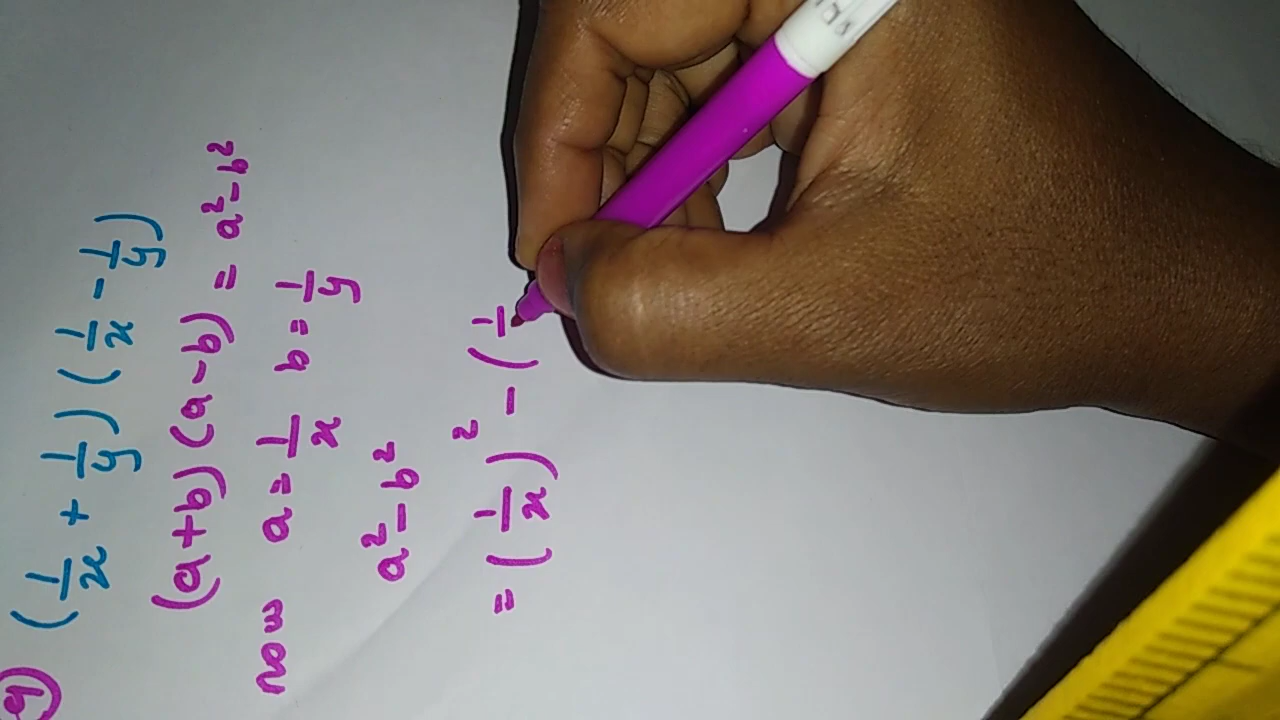 9)
(1/x + 1/y) (1/x - 1/y)
(a+b) (a-b) = a²-b²
now a = 1/x b = 1/y
a²-b²
= (1/x)² - (1/